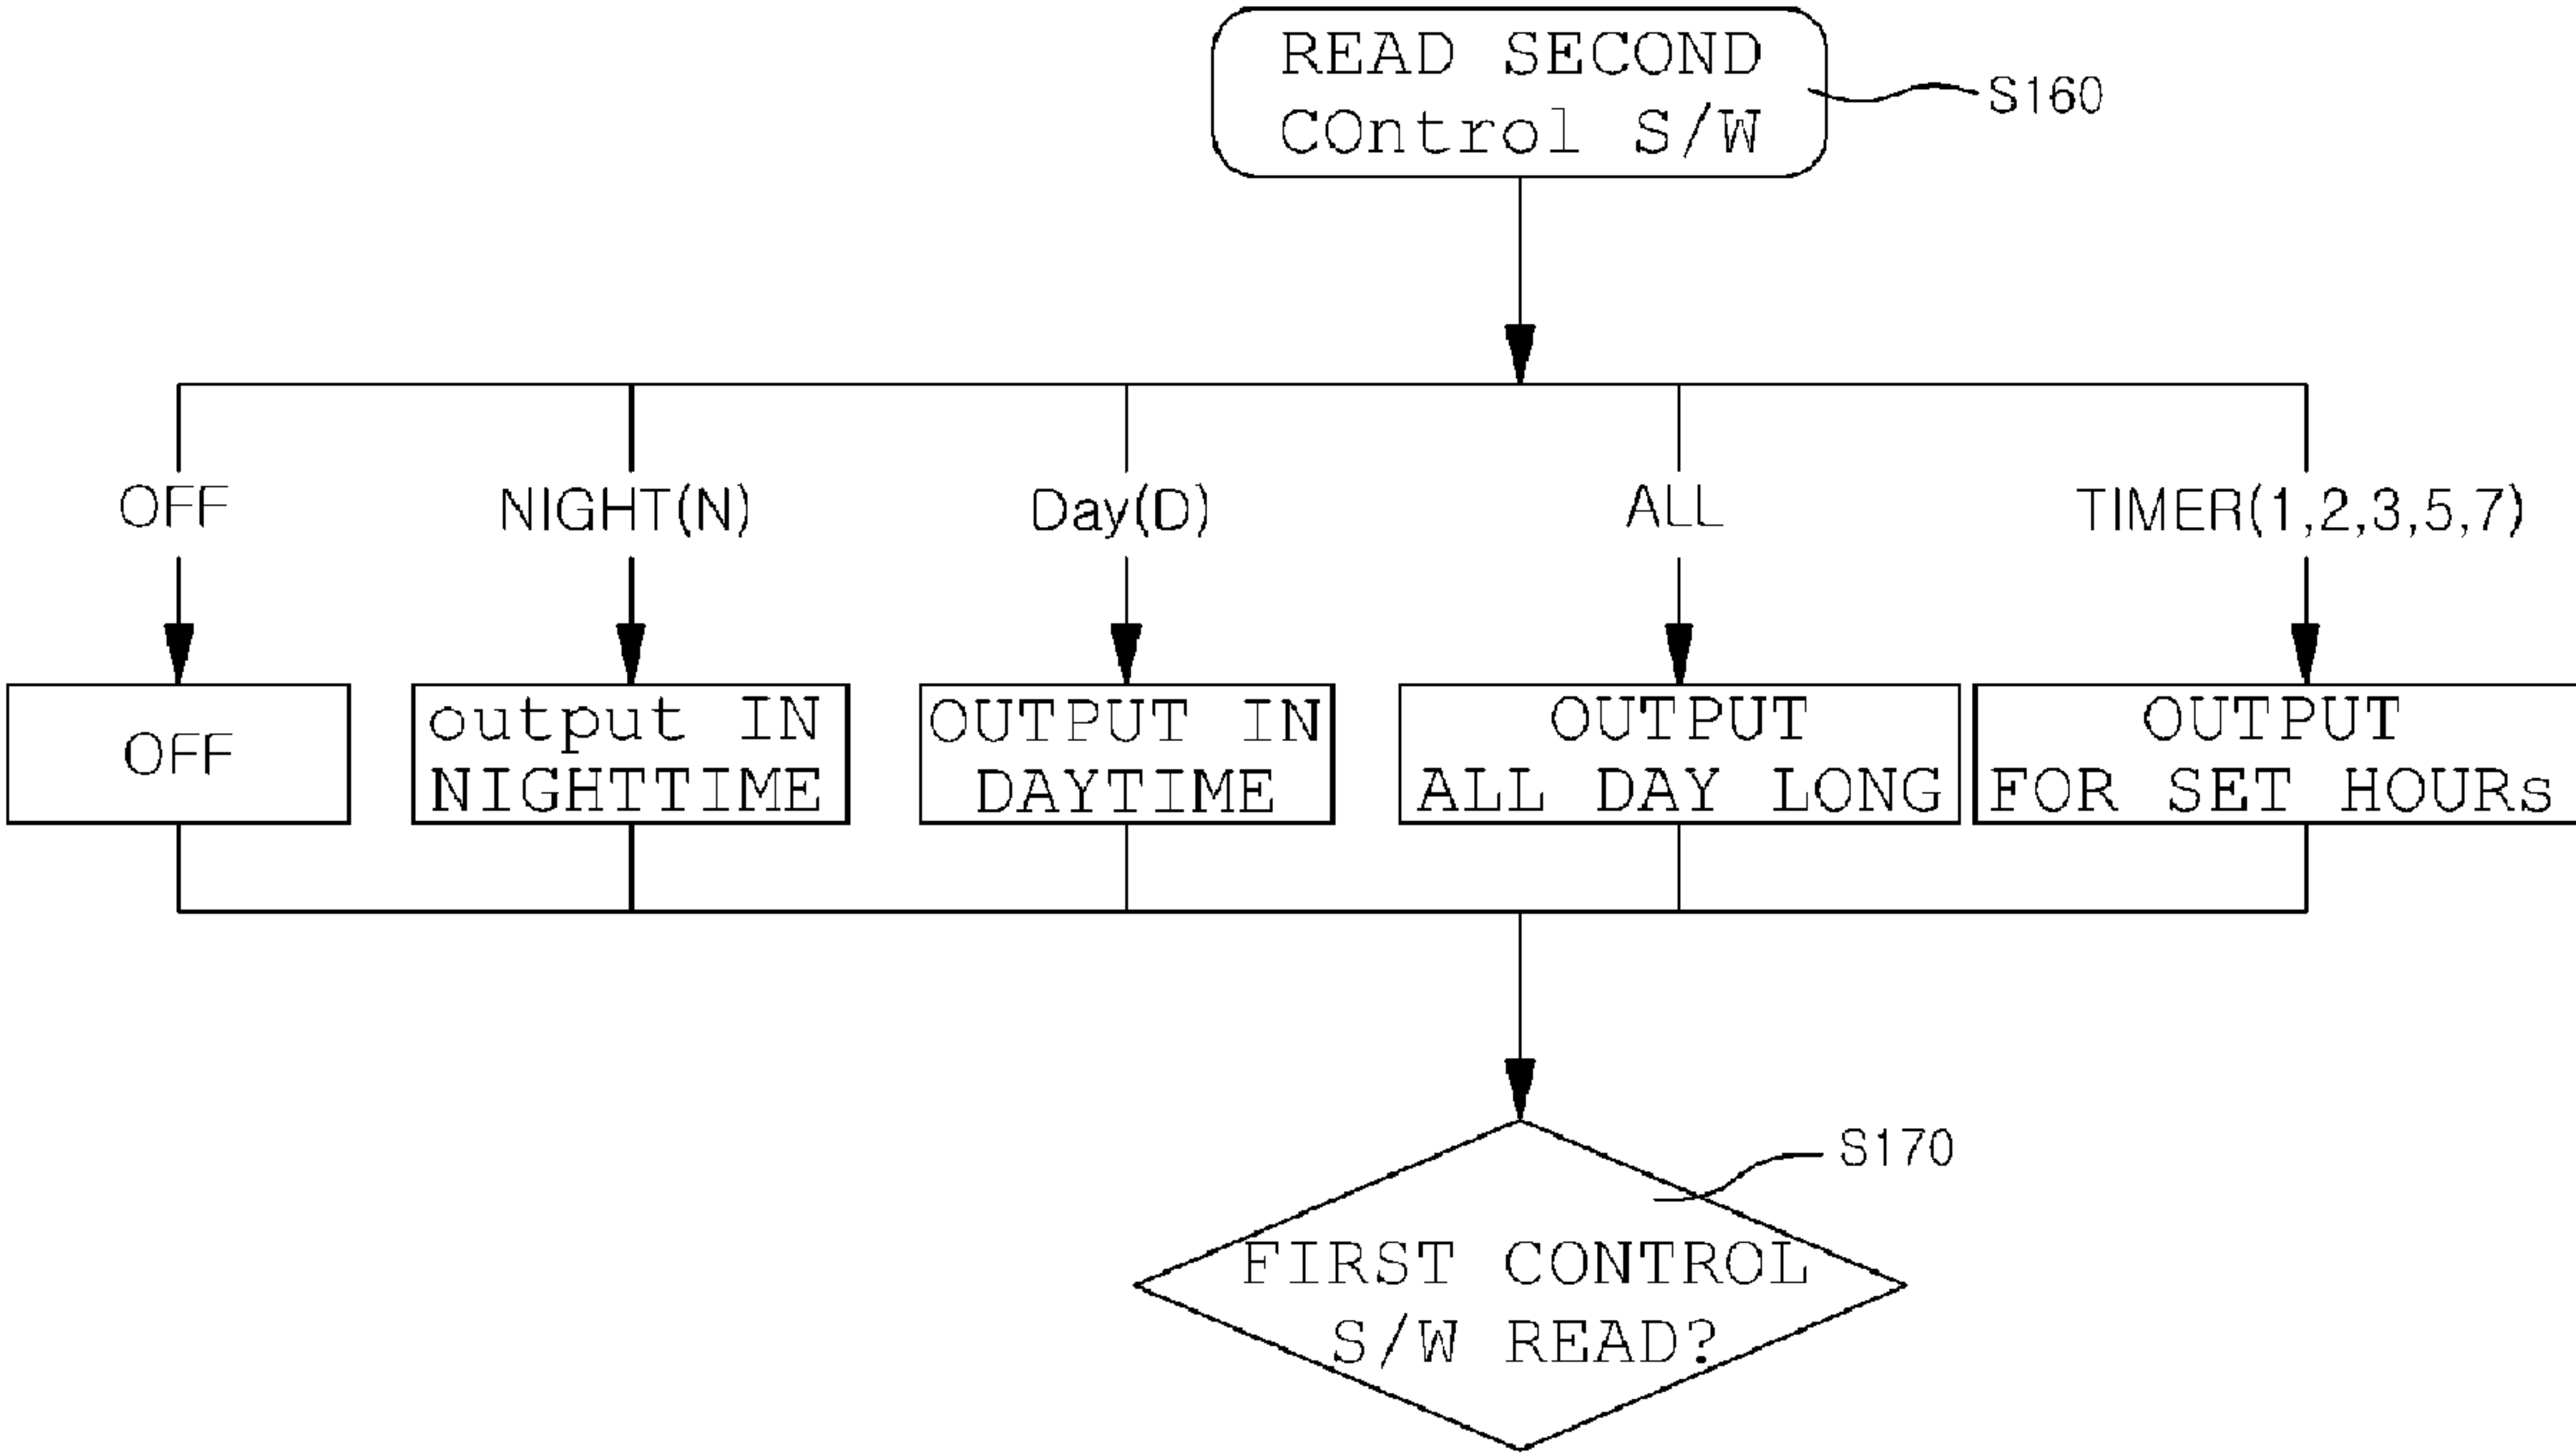 READ SECOND
COntrol S/W
S160
OFF
NIGHT(N)
Day(D)
ALL
TIMER(1,2,3,5,7)
OFF
output IN
NIGHTTIME
OUTPUT IN
DAYTIME
OUTPUT
ALL DAY LONG
OUTPUT
FOR SET HOURs
S170
FIRST CONTROL
S/W READ?